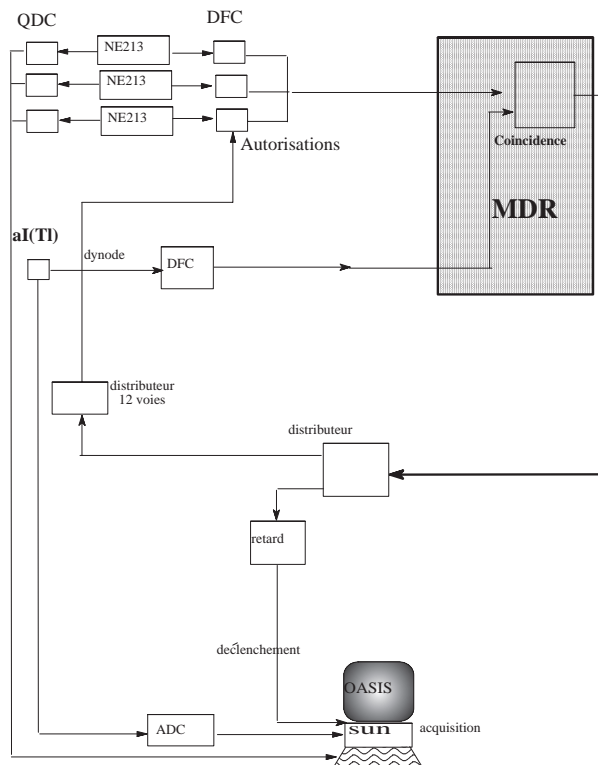 QDC
DFC
NE213
NE213
NE213
Autorisations
Coincidence
MDR
aI(Tl)
dynode
DFC
distributeur
12 voies
distributeur
retard
declenchement
OASIS
sun
acquisition
ADC